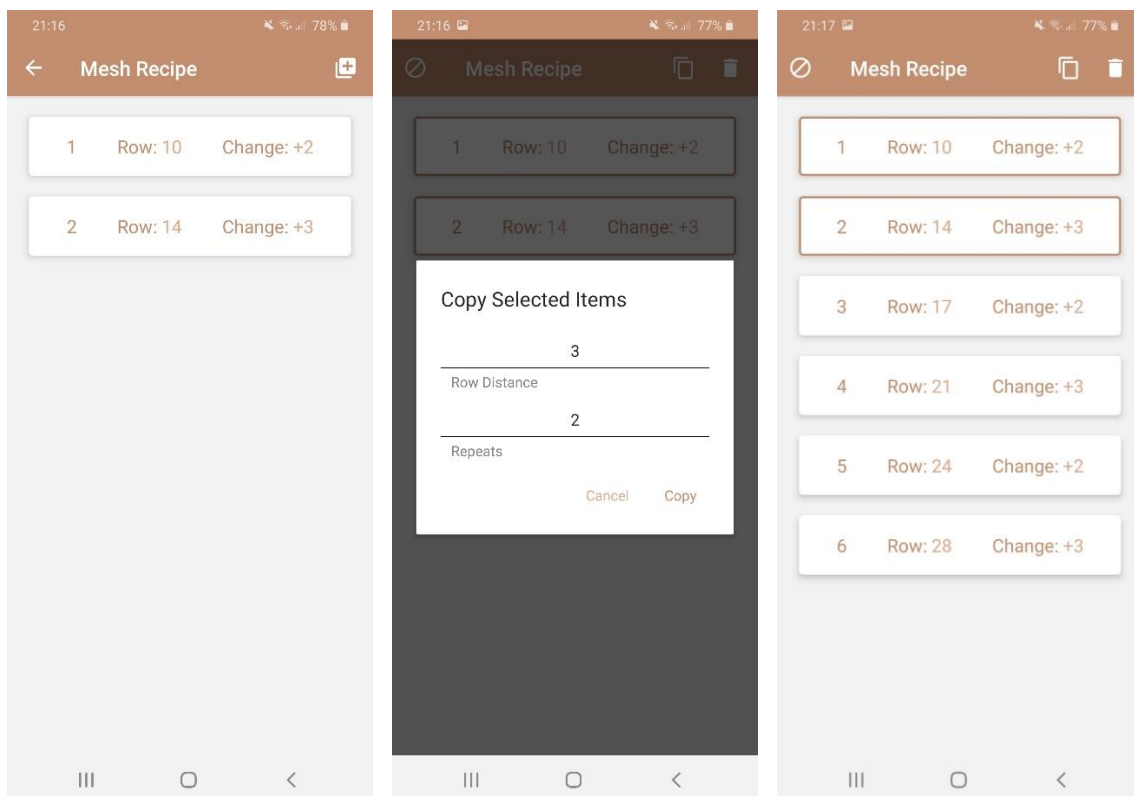 21:16 78%
Mesh Recipe
1 Row: 10 Change: +2
2 Row: 14 Change: +3
21:16 77%
Mesh Recipe
1 Row: 10 Change: +2
2 Row: 14 Change: +3
Copy Selected Items
3
Row Distance
2
Repeats
Cancel Copy
21:17 77%
Mesh Recipe
1 Row: 10 Change: +2
2 Row: 14 Change: +3
3 Row: 17 Change: +2
4 Row: 21 Change: +3
5 Row: 24 Change: +2
6 Row: 28 Change: +3